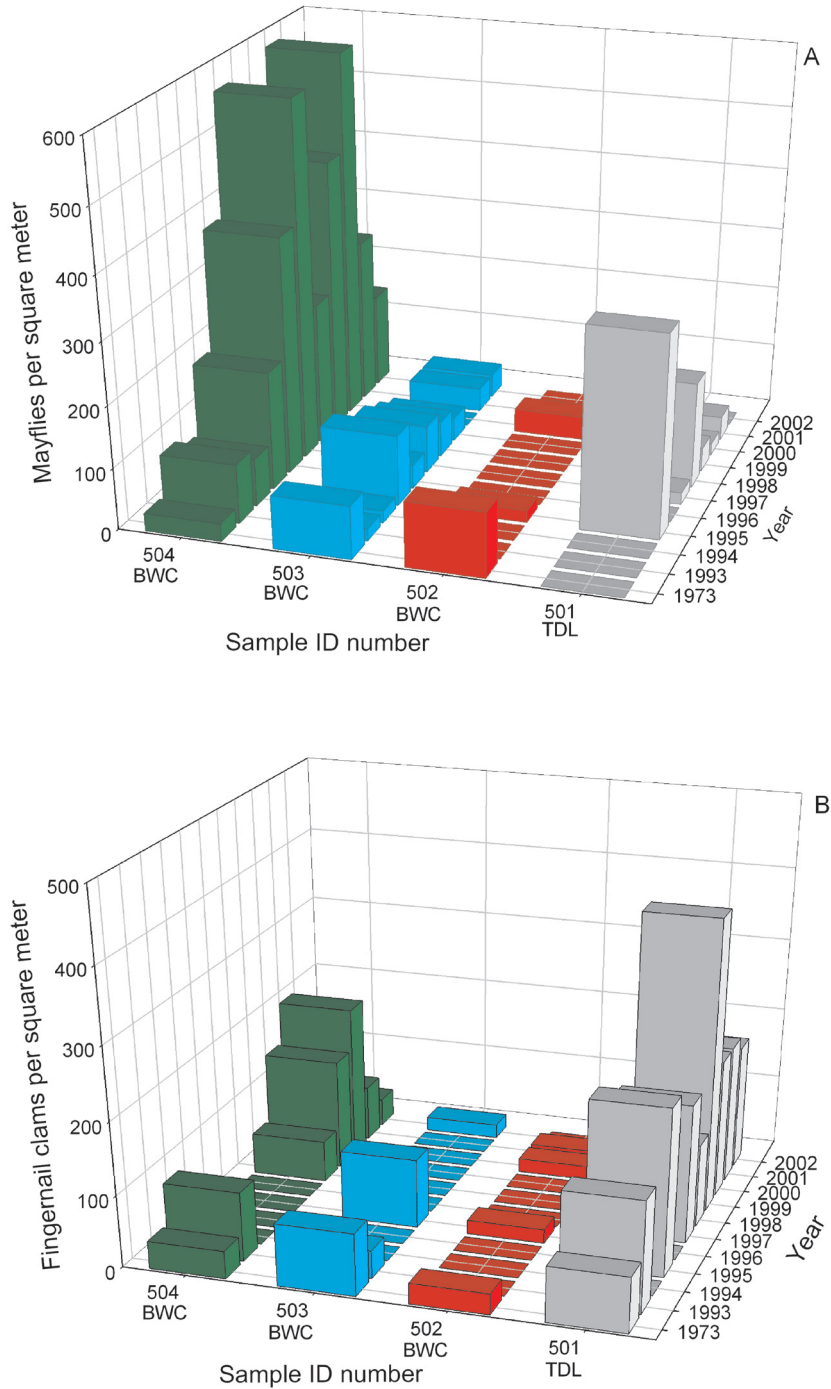 A
Mayflies per square meter
600
500
400
300
200
100
0
504
BWC
503
BWC
502
BWC
501
TDL
Sample ID number
2002
2001
2000
1999
1998
1997
1996
1995
1994
1993
1973
Year
B
Fingernail clams per square meter
500
400
300
200
100
0
504
BWC
503
BWC
502
BWC
501
TDL
Sample ID number
2002
2001
2000
1999
1998
1997
1996
1995
1994
1993
1973
Year